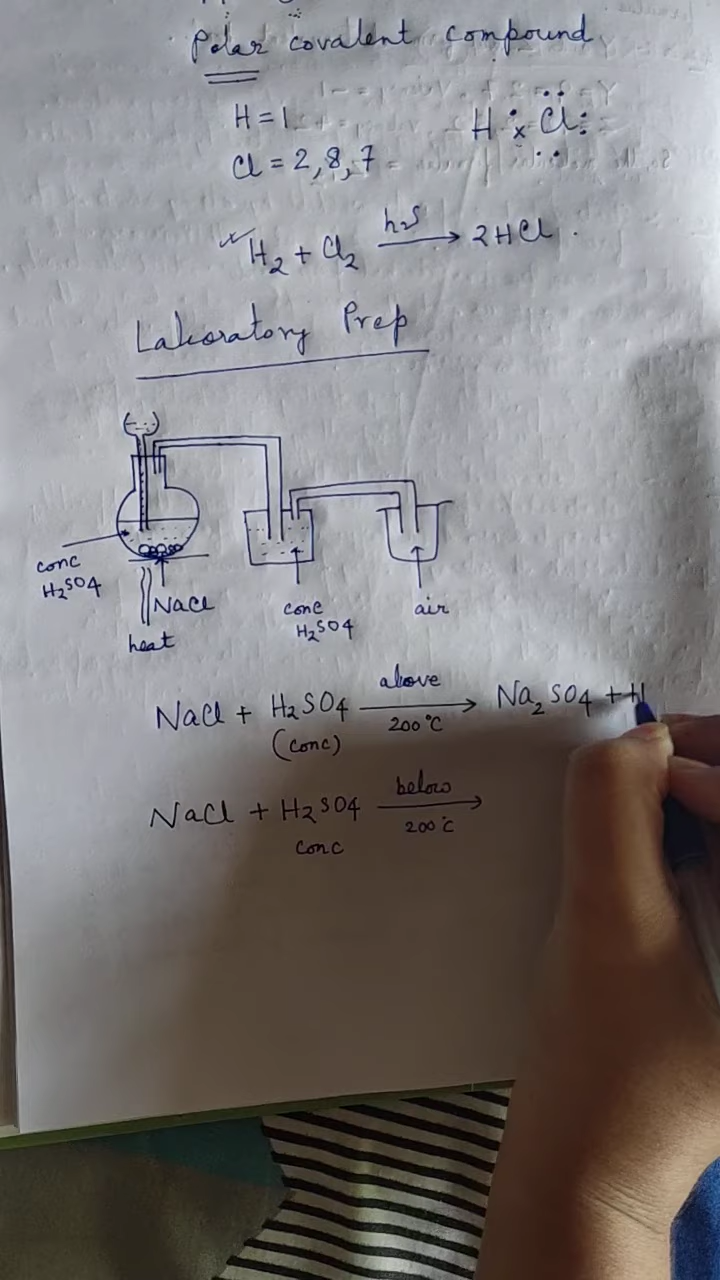 Polar covalent compound
H = 1
Cl = 2, 8, 7
H Cl
H2 + Cl2 hν→ 2HCl.
Laboratory Prep
conc
H2SO4
NaCl
heat
conc
H2SO4
air
NaCl + H2SO4 above→ Na2SO4 + H
(conc) 200°C
NaCl + H2SO4 below→
conc 200°C